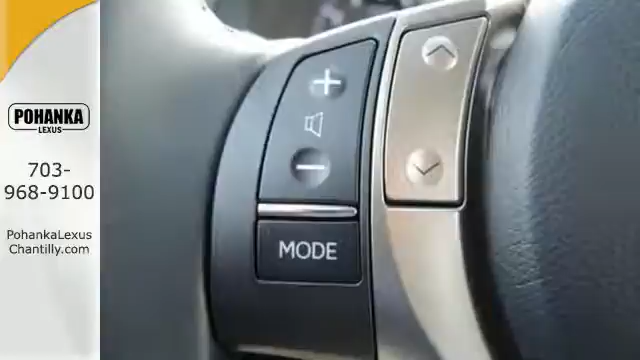 POHANKA
LEXUS
703-
968-9100
PohankaLexus
Chantilly.com
+
−
MODE